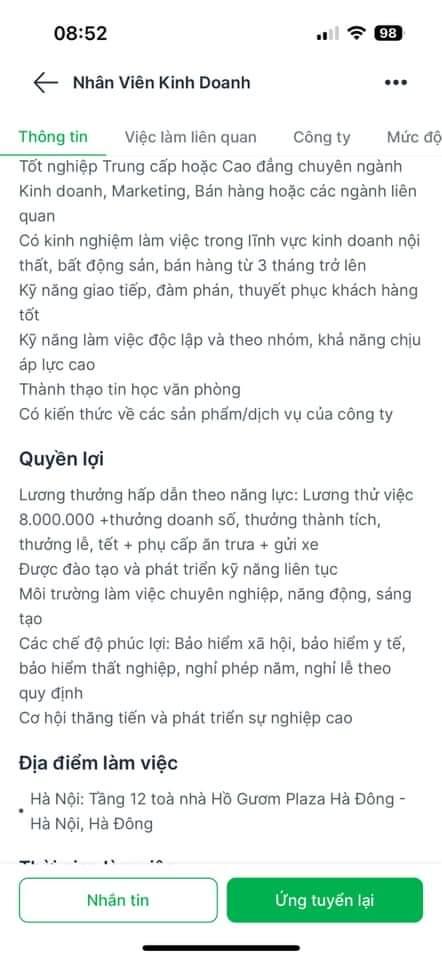 08:52
98
Nhân Viên Kinh Doanh
Thông tin
Việc làm liên quan
Công ty
Mức độ
Tốt nghiệp Trung cấp hoặc Cao đẳng chuyên ngành
Kinh doanh, Marketing, Bán hàng hoặc các ngành liên
quan
Có kinh nghiệm làm việc trong lĩnh vực kinh doanh nội
thất, bất động sản, bán hàng từ 3 tháng trở lên
Kỹ năng giao tiếp, đàm phán, thuyết phục khách hàng
tốt
Kỹ năng làm việc độc lập và theo nhóm, khả năng chịu
áp lực cao
Thành thạo tin học văn phòng
Có kiến thức về các sản phẩm/dịch vụ của công ty
Quyền lợi
Lương thưởng hấp dẫn theo năng lực: Lương thử việc
8.000.000 +thưởng doanh số, thưởng thành tích,
thưởng lễ, tết + phụ cấp ăn trưa + gửi xe
Được đào tạo và phát triển kỹ năng liên tục
Môi trường làm việc chuyên nghiệp, năng động, sáng
tạo
Các chế độ phúc lợi: Bảo hiểm xã hội, bảo hiểm y tế,
bảo hiểm thất nghiệp, nghỉ phép năm, nghỉ lễ theo
quy định
Cơ hội thăng tiến và phát triển sự nghiệp cao
Địa điểm làm việc
Hà Nội: Tầng 12 toà nhà Hồ Gươm Plaza Hà Đông -
Hà Nội, Hà Đông
Nhắn tin
Ứng tuyển lại